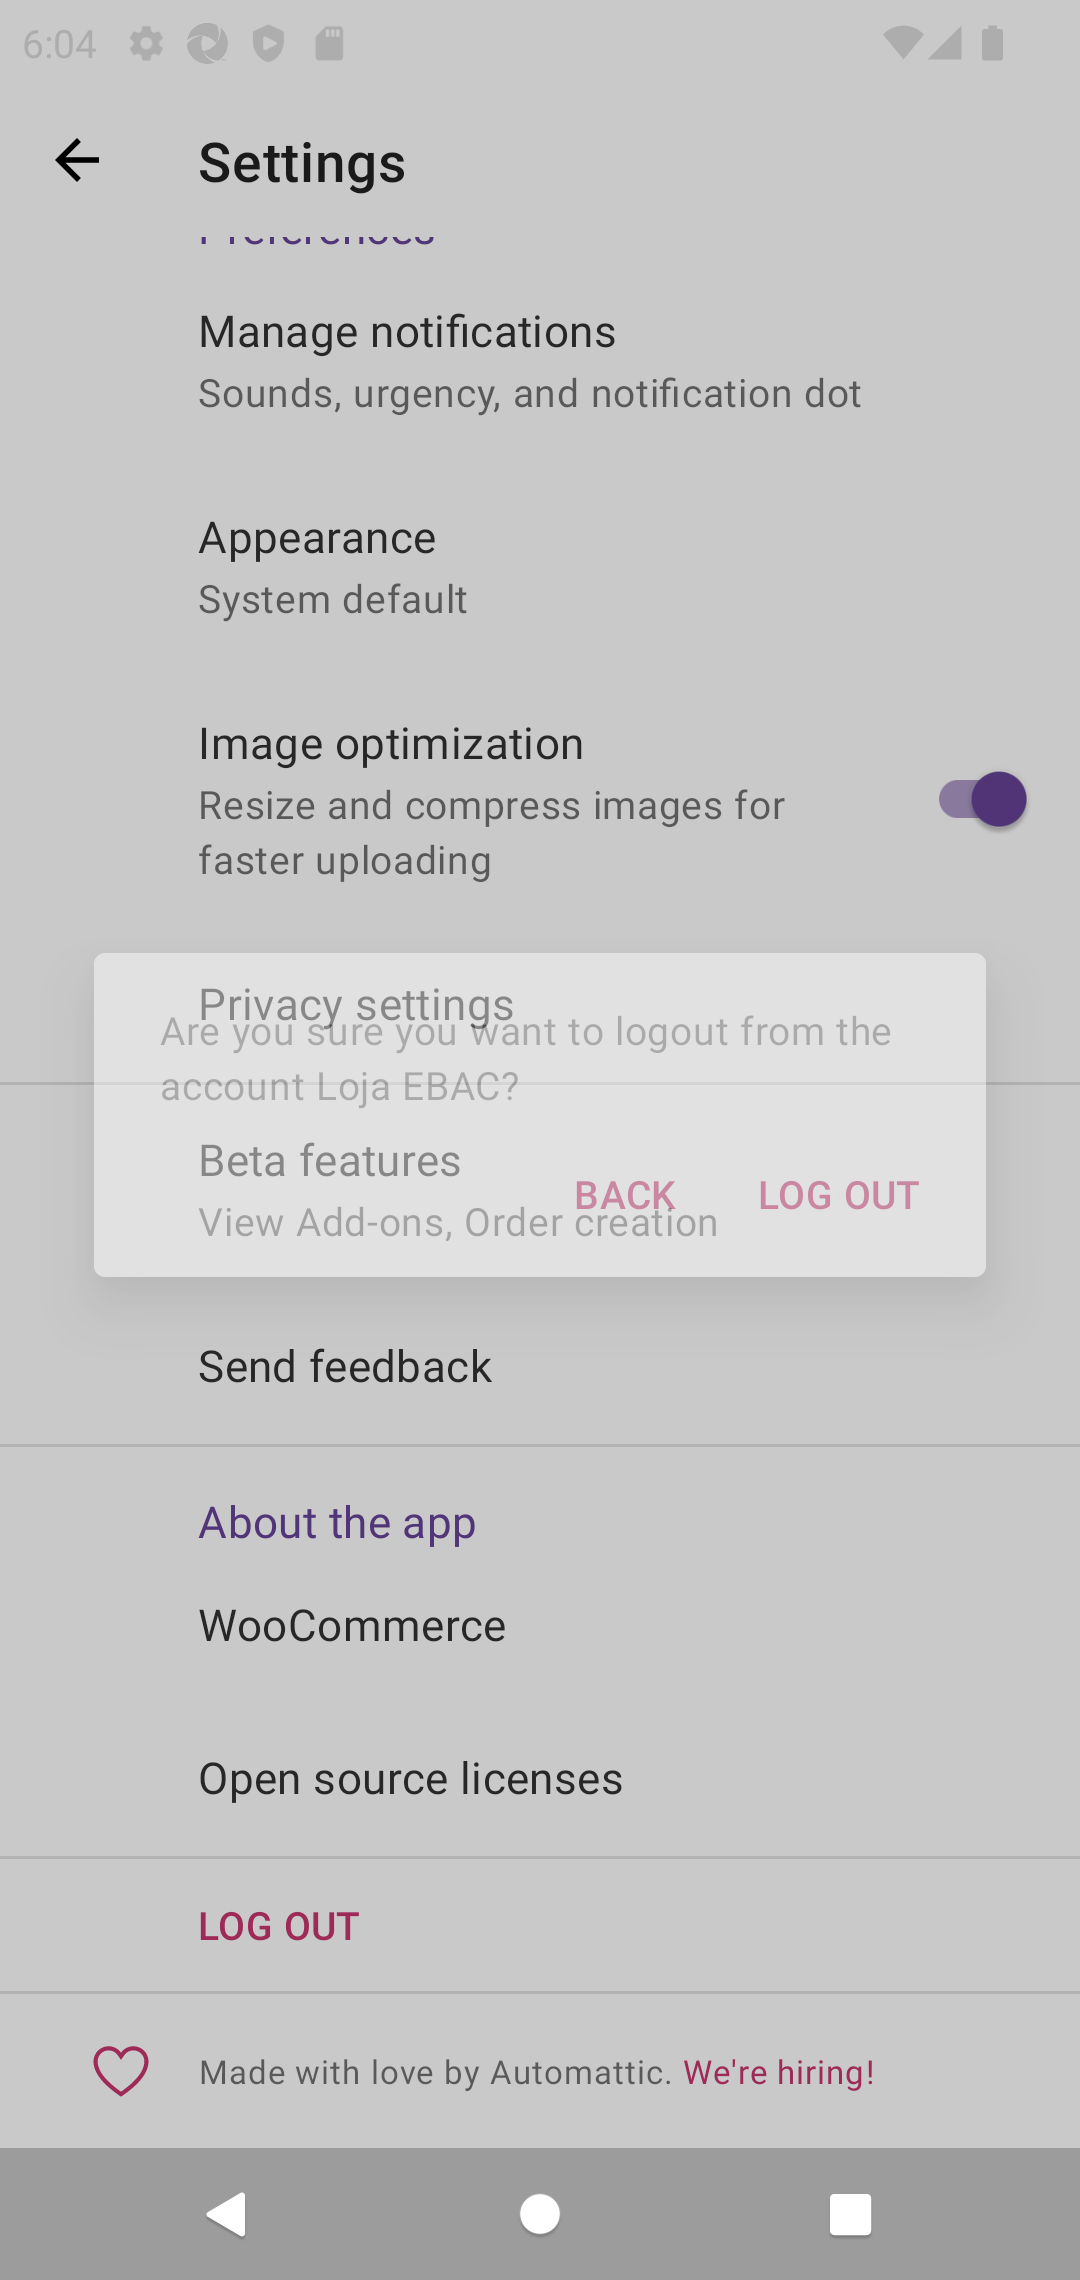 6:04
Settings
Preferences
Manage notifications
Sounds, urgency, and notification dot
Appearance
System default
Image optimization
Resize and compress images for
faster uploading
Privacy settings
Are you sure you want to logout from the
account Loja EBAC?
Beta features
BACK LOG OUT
View Add-ons, Order creation
Send feedback
About the app
WooCommerce
Open source licenses
LOG OUT
Made with love by Automattic. We're hiring!